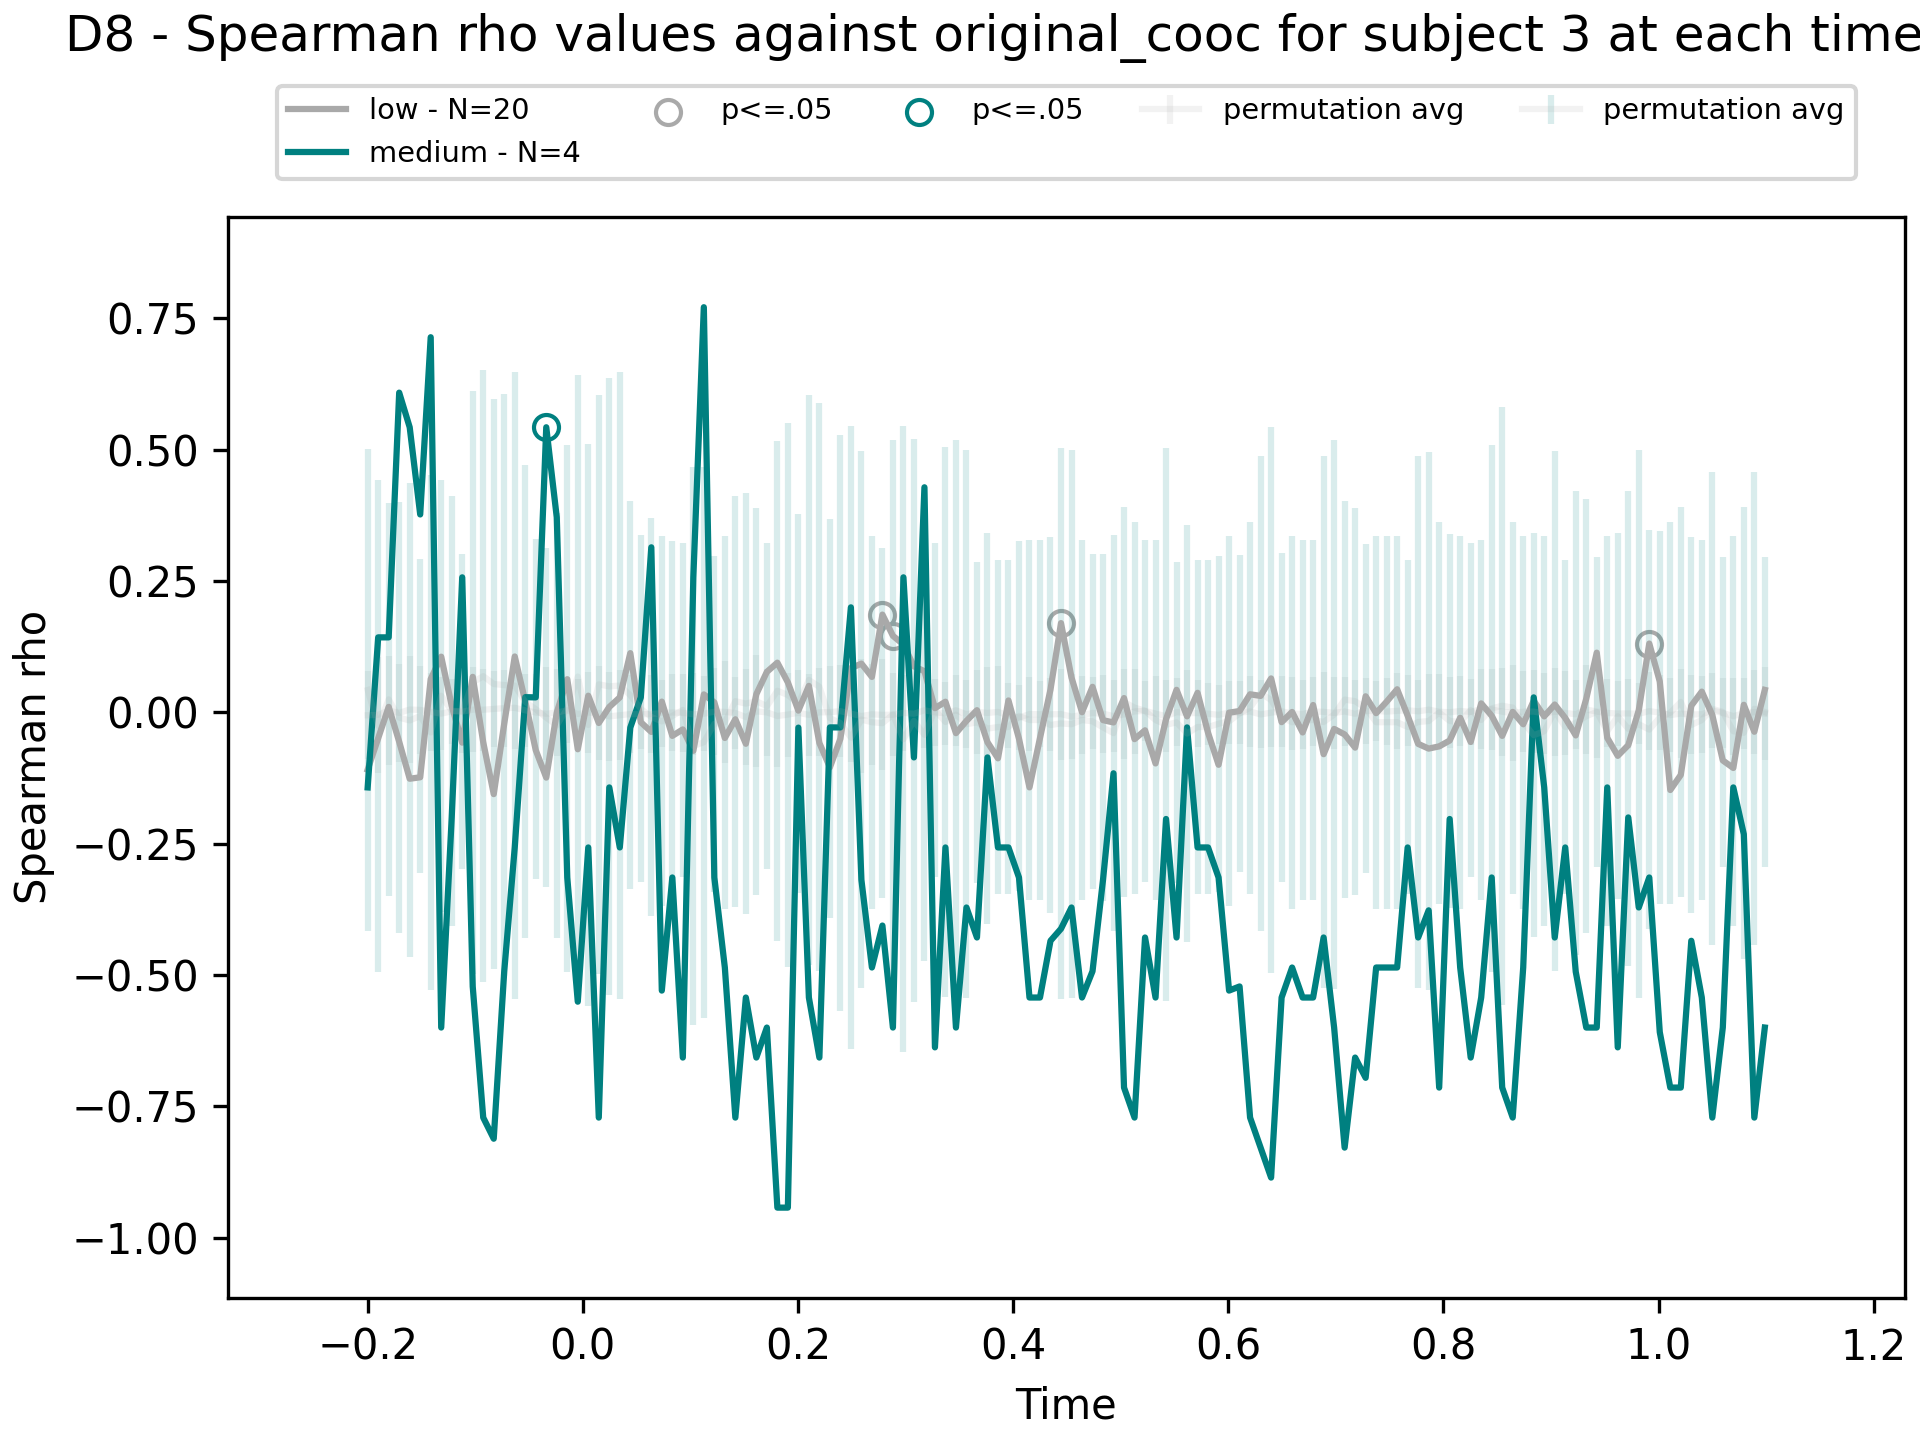 D8 - Spearman rho values against original_cooc for subject 3 at each time
low - N=20
medium - N=4
p<=.05
p<=.05
permutation avg
permutation avg
Spearman rho
0.75
0.50
0.25
0.00
−0.25
−0.50
−0.75
−1.00
−0.2
0.0
0.2
0.4
0.6
0.8
1.0
1.2
Time